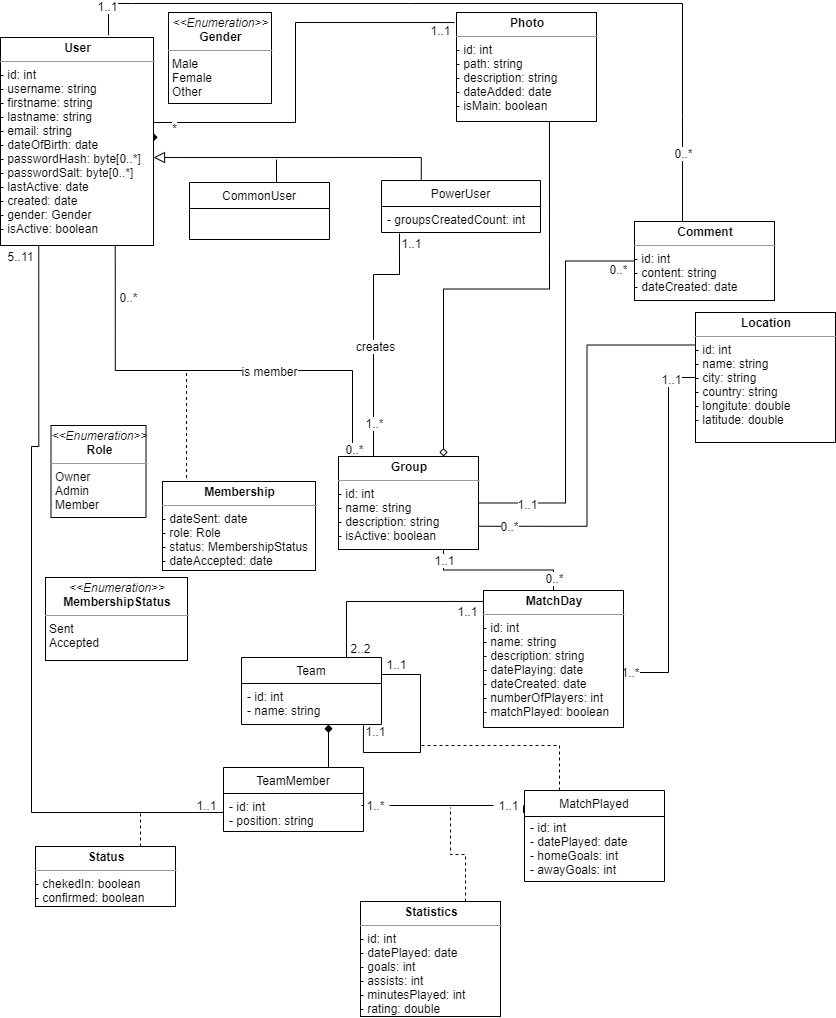 1..1
User
- id: int
- username: string
- firstname: string
- lastname: string
- email: string
- dateOfBirth: date
- passwordHash: byte[0..*]
- passwordSalt: byte[0..*]
- lastActive: date
- created: date
- gender: Gender
- isActive: boolean
<<Enumeration>>
Gender
Male
Female
Other
1..1
*
Photo
- id: int
- path: string
- description: string
- dateAdded: date
- isMain: boolean
0..*
CommonUser
PowerUser
- groupsCreatedCount: int
1..1
5..11
0..*
0..*
Comment
- id: int
- content: string
- dateCreated: date
Location
- id: int
- name: string
- city: string
- country: string
- longitute: double
- latitude: double
1..1
creates
is member
1..*
0..*
<<Enumeration>>
Role
Owner
Admin
Member
Membership
- dateSent: date
- role: Role
- status: MembershipStatus
- dateAccepted: date
Group
- id: int
- name: string
- description: string
- isActive: boolean
1..1
0..*
1..1
0..*
<<Enumeration>>
MembershipStatus
Sent
Accepted
MatchDay
- id: int
- name: string
- description: string
- datePlaying: date
- dateCreated: date
- numberOfPlayers: int
- matchPlayed: boolean
1..1
1..*
2..2
Team
- id: int
- name: string
1..1
1..1
TeamMember
- id: int
- position: string
1..1
1..*
1..1
MatchPlayed
- id: int
- datePlayed: date
- homeGoals: int
- awayGoals: int
Status
- chekedIn: boolean
- confirmed: boolean
Statistics
- id: int
- datePlayed: date
- goals: int
- assists: int
- minutesPlayed: int
- rating: double